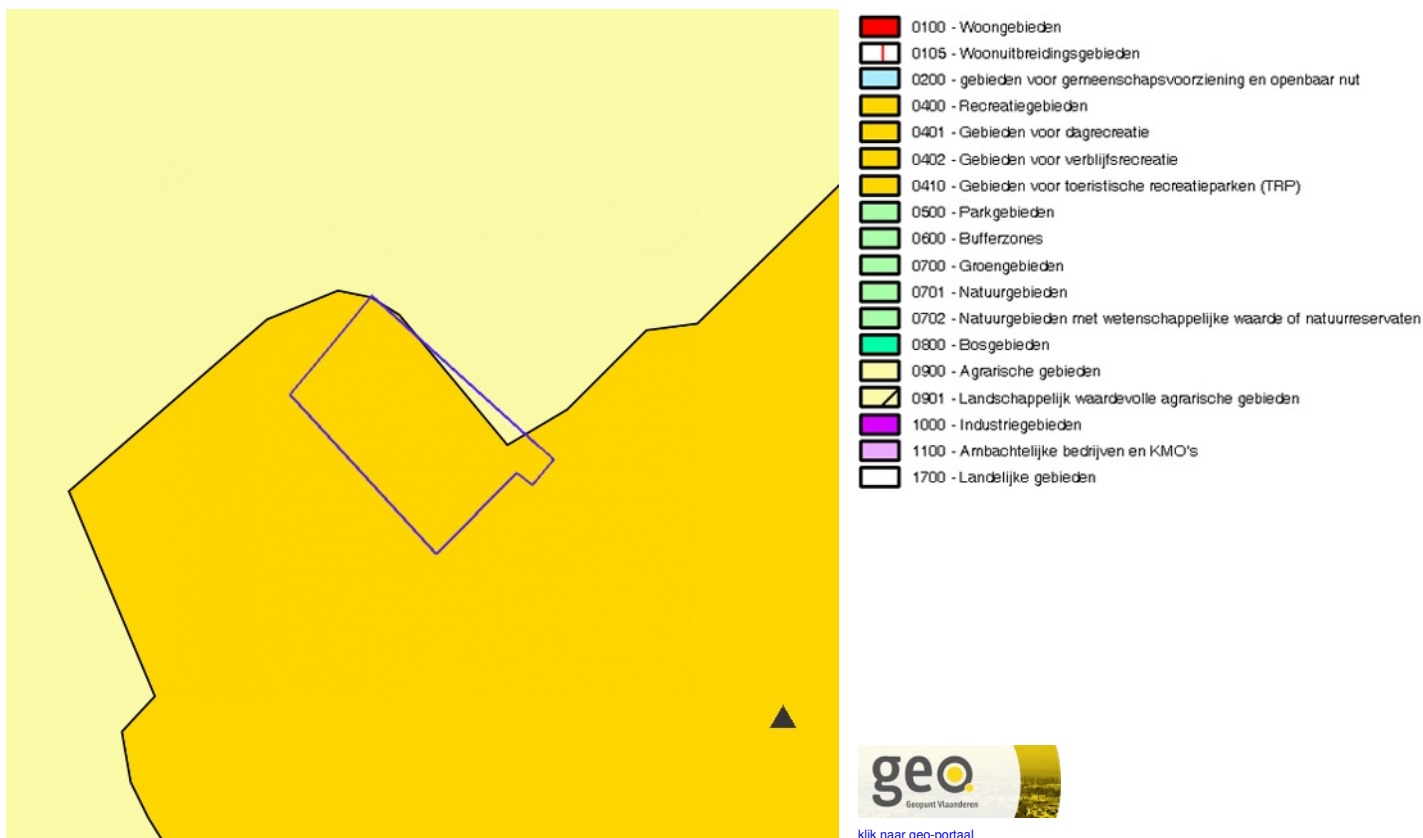 0100 - Woongebieden
0105 - Woonuitbreidingsgebieden
0200 - gebieden voor gemeenschapsvoorziening en openbaar nut
0400 - Recreatiegebieden
0401 - Gebieden voor dagrecreatie
0402 - Gebieden voor verblijfsrecreatie
0410 - Gebieden voor toeristische recreatieparken (TRP)
0500 - Parkgebieden
0600 - Bufferzones
0700 - Groengebieden
0701 - Natuurgebieden
0702 - Natuurgebieden met wetenschappelijke waarde of natuurreservaten
0800 - Bosgebieden
0900 - Agrarische gebieden
0901 - Landschappelijk waardevolle agrarische gebieden
1000 - Industriegebieden
1100 - Ambachtelijke bedrijven en KMO's
1700 - Landelijke gebieden
geo.
Geopunt Vlaanderen
klik naar geo-portaal